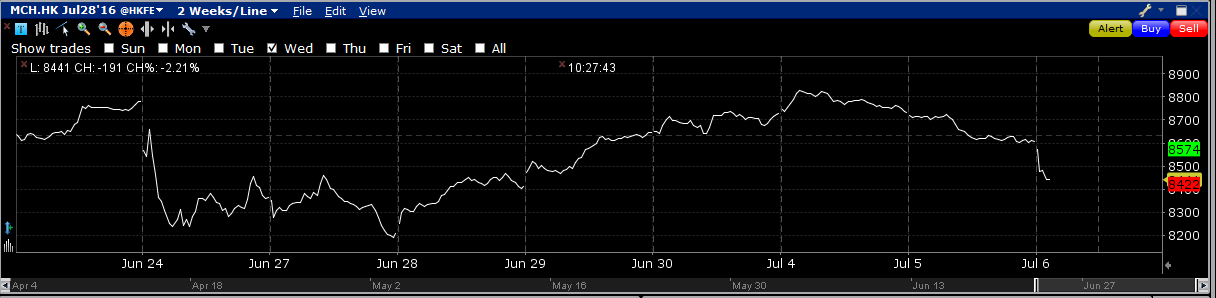 MCH.HK Jul28'16 @HKFE 2 Weeks/Line File Edit View
Alert Buy Sell
Show trades Sun Mon Tue Wed Thu Fri Sat All
L: 8441 CH: -191 CH%: -2.21% 10:27:43
8900
8800
8700
8574
8500
8422
8300
8200
Jun 24 Jun 27 Jun 28 Jun 29 Jun 30 Jul 4 Jul 5 Jul 6
Apr 4 Apr 18 May 2 May 16 May 30 Jun 13 Jun 27